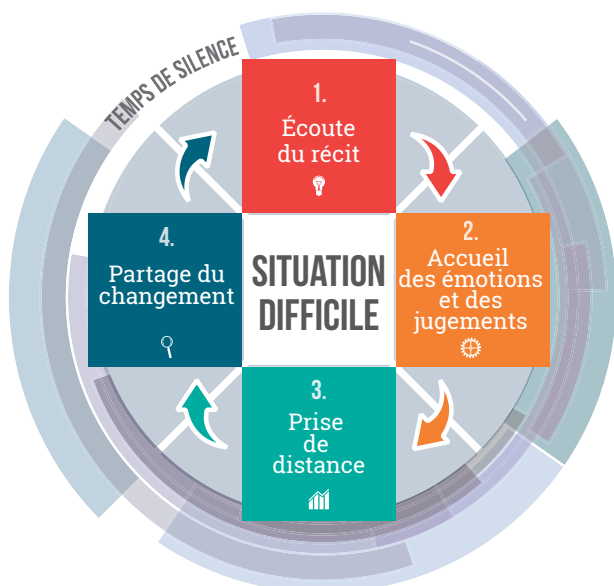 TEMPS DE SILENCE
1.
Écoute
du récit
2.
Accueil
des émotions
et des
jugements
SITUATION
DIFFICILE
3.
Prise
de
distance
4.
Partage du
changement